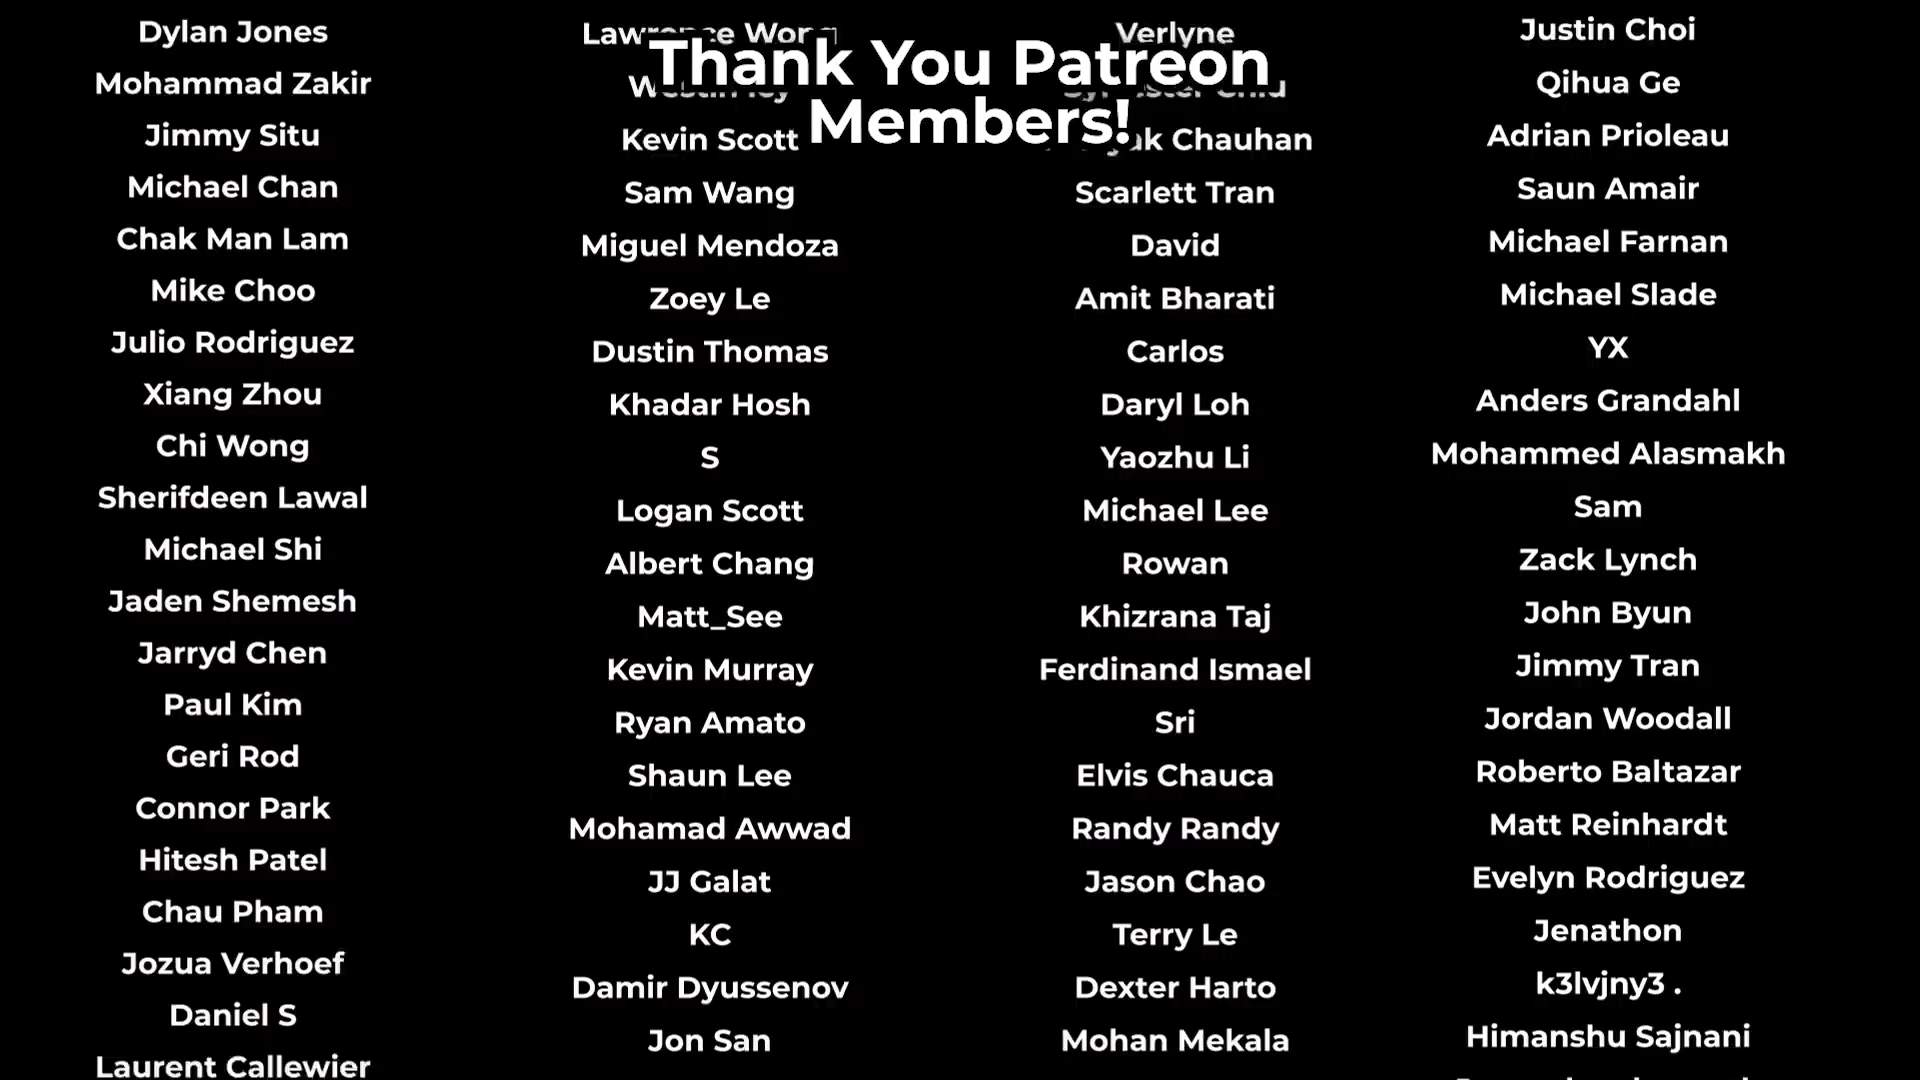 Thank You Patreon
Members!
Dylan Jones
Mohammad Zakir
Jimmy Situ
Michael Chan
Chak Man Lam
Mike Choo
Julio Rodriguez
Xiang Zhou
Chi Wong
Sherifdeen Lawal
Michael Shi
Jaden Shemesh
Jarryd Chen
Paul Kim
Geri Rod
Connor Park
Hitesh Patel
Chau Pham
Jozua Verhoef
Daniel S
Laurent Callewier
Lawrence Wong
Kevin Scott
Sam Wang
Miguel Mendoza
Zoey Le
Dustin Thomas
Khadar Hosh
S
Logan Scott
Albert Chang
Matt_See
Kevin Murray
Ryan Amato
Shaun Lee
Mohamad Awwad
JJ Galat
KC
Damir Dyussenov
Jon San
Verlyne
Chauhan
Scarlett Tran
David
Amit Bharati
Carlos
Daryl Loh
Yaozhu Li
Michael Lee
Rowan
Khizrana Taj
Ferdinand Ismael
Sri
Elvis Chauca
Randy Randy
Jason Chao
Terry Le
Dexter Harto
Mohan Mekala
Justin Choi
Qihua Ge
Adrian Prioleau
Saun Amair
Michael Farnan
Michael Slade
YX
Anders Grandahl
Mohammed Alasmakh
Sam
Zack Lynch
John Byun
Jimmy Tran
Jordan Woodall
Roberto Baltazar
Matt Reinhardt
Evelyn Rodriguez
Jenathon
k3lvjny3 .
Himanshu Sajnani